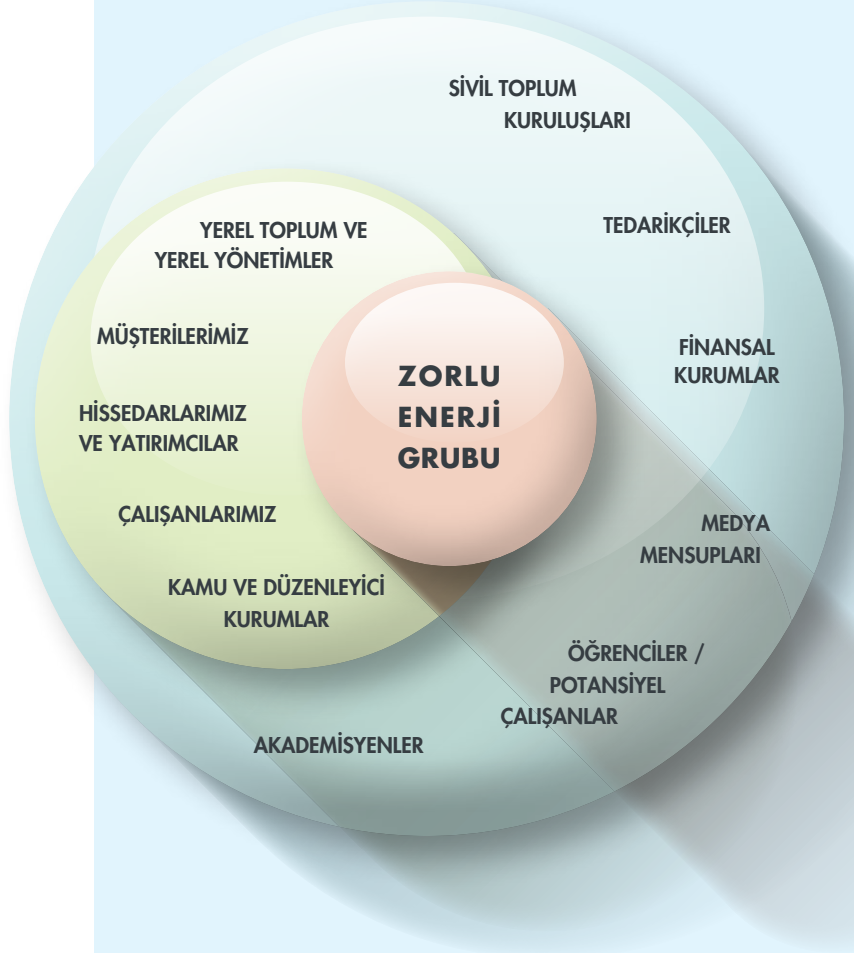 SİVİL TOPLUM
KURULUŞLARI
TEDARİKÇİLER
FİNANSAL
KURUMLAR
MEDYA
MENSUPLARI
ÖĞRENCİLER /
POTANSİYEL
ÇALIŞANLAR
AKADEMİSYENLER
YEREL TOPLUM VE
YEREL YÖNETİMLER
MÜŞTERİLERİMİZ
HİSSEDARLARIMIZ
VE YATIRIMCILAR
ÇALIŞANLARIMIZ
KAMU VE DÜZENLEYİCİ
KURUMLAR
ZORLU
ENERJİ
GRUBU